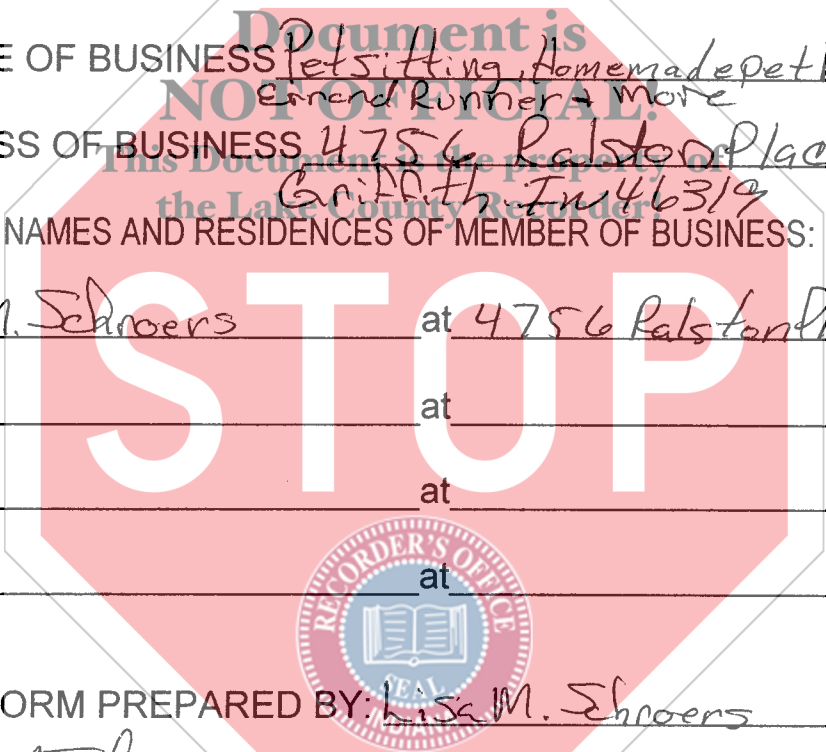 Document is
E OF BUSINESS Petsitting, Homemade pet
NOT OFFICIAL!
Errand Runner + More
SS OF BUSINESS 4756 Ralston Plac
This Document is the property of
Griffith, IN 46319
the Lake County Recorder!
NAMES AND RESIDENCES OF MEMBER OF BUSINESS:
M. Schroers at 4756 Ralston Pl
STOP
at
at
at
RECORDER'S OFFICE
SEAL
INDIANA
ORM PREPARED BY: Lisa M. Schroers